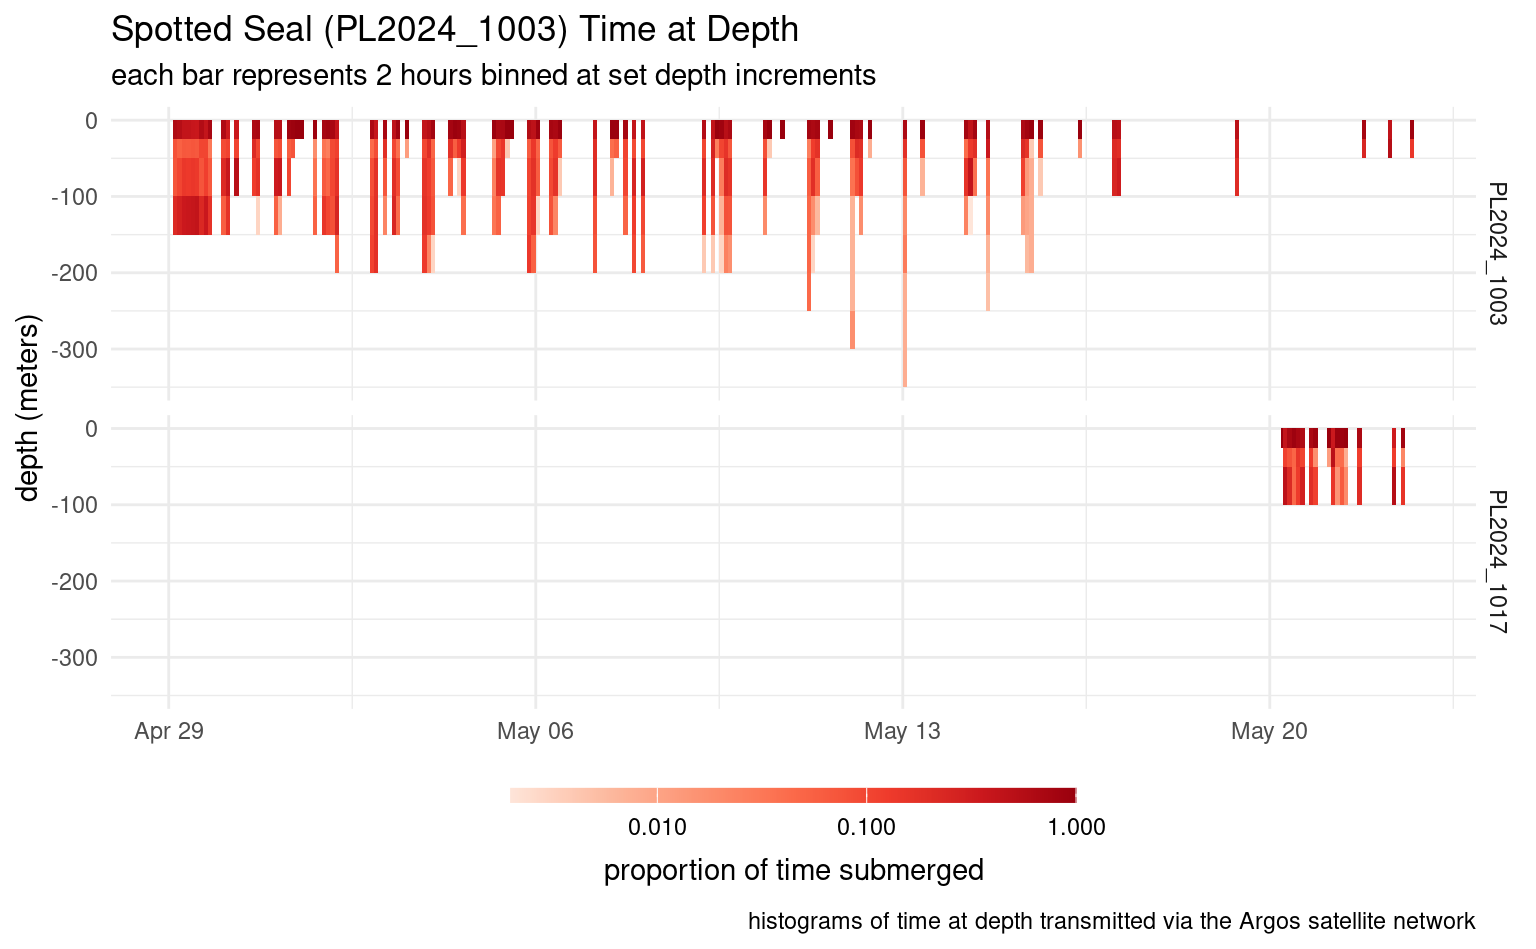 Spotted Seal (PL2024_1003) Time at Depth
each bar represents 2 hours binned at set depth increments
depth (meters)
0
-100
-200
-300
PL2024_1003
0
-100
-200
-300
PL2024_1017
Apr 29
May 06
May 13
May 20
0.010
0.100
1.000
proportion of time submerged
histograms of time at depth transmitted via the Argos satellite network